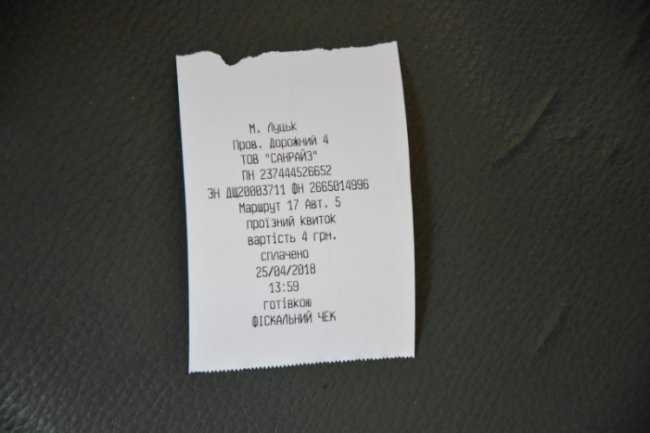 М. Луцьк
Пров. Дорожний 4
ТОВ "САНРАЙЗ"
ПН 237444526652
ЗН ДЩ20003711 ФН 2665014996
Маршрут 17 Авт. 5
проїзний квиток
вартість 4 грн.
сплачено
25/04/2018
13:59
готівкою
ФІСКАЛЬНИЙ ЧЕК